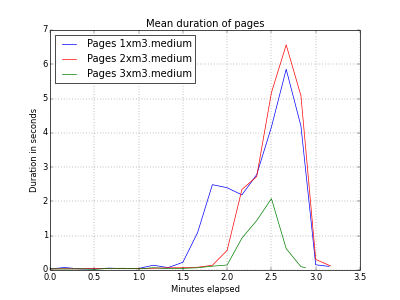 Mean duration of pages
Pages 1xm3.medium
Pages 2xm3.medium
Pages 3xm3.medium
Duration in seconds
7
6
5
4
3
2
1
0
0.0 0.5 1.0 1.5 2.0 2.5 3.0 3.5
Minutes elapsed